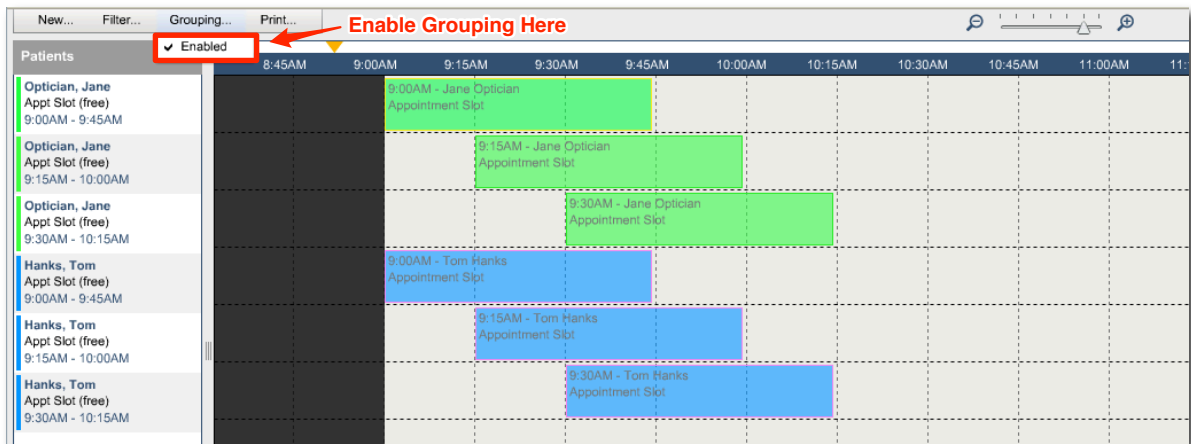 New... Filter... Grouping... Print...
Enable Grouping Here
✔ Enabled
Patients
8:45AM 9:00AM 9:15AM 9:30AM 9:45AM 10:00AM 10:15AM 10:30AM 10:45AM 11:00AM 11:
Optician, Jane
Appt Slot (free)
9:00AM - 9:45AM
9:00AM - Jane Optician
Appointment Slot
Optician, Jane
Appt Slot (free)
9:15AM - 10:00AM
9:15AM - Jane Optician
Appointment Slot
Optician, Jane
Appt Slot (free)
9:30AM - 10:15AM
9:30AM - Jane Optician
Appointment Slot
Hanks, Tom
Appt Slot (free)
9:00AM - 9:45AM
9:00AM - Tom Hanks
Appointment Slot
Hanks, Tom
Appt Slot (free)
9:15AM - 10:00AM
9:15AM - Tom Hanks
Appointment Slot
Hanks, Tom
Appt Slot (free)
9:30AM - 10:15AM
9:30AM - Tom Hanks
Appointment Slot